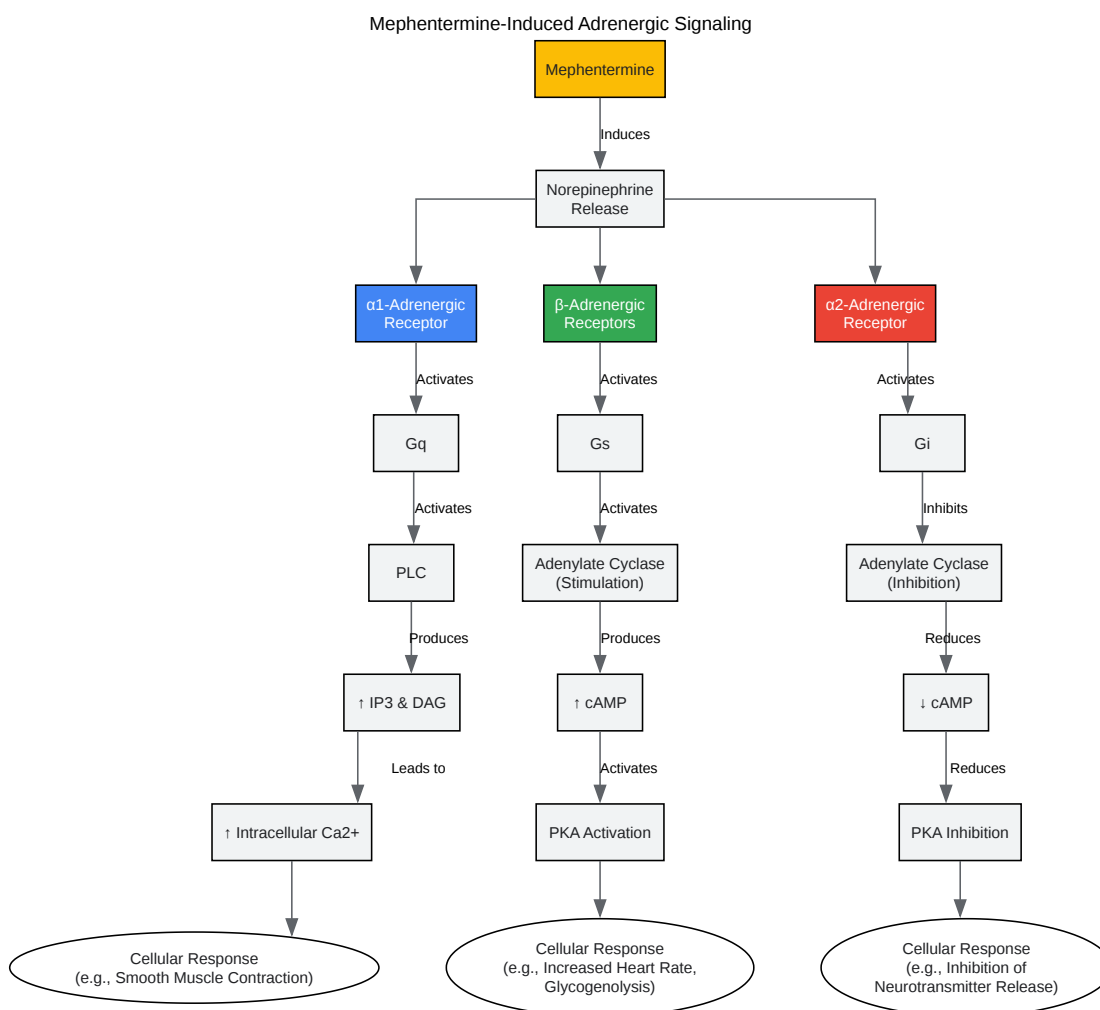 Mephentermine-Induced Adrenergic Signaling
Mephentermine
Induces
Norepinephrine
Release
α1-Adrenergic
Receptor
β-Adrenergic
Receptors
α2-Adrenergic
Receptor
Activates
Activates
Activates
Gq
Gs
Gi
Activates
Activates
Inhibits
PLC
Adenylate Cyclase
(Stimulation)
Adenylate Cyclase
(Inhibition)
Produces
Produces
Reduces
↑ IP3 & DAG
↑ cAMP
↓ cAMP
Leads to
Activates
Reduces
↑ Intracellular Ca2+
PKA Activation
PKA Inhibition
Cellular Response
(e.g., Smooth Muscle Contraction)
Cellular Response
(e.g., Increased Heart Rate,
Glycogenolysis)
Cellular Response
(e.g., Inhibition of
Neurotransmitter Release)